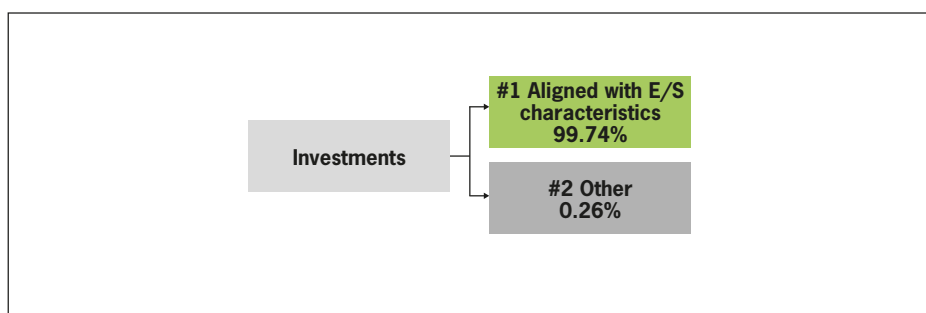 Investments
#1 Aligned with E/S
characteristics
99.74%
#2 Other
0.26%